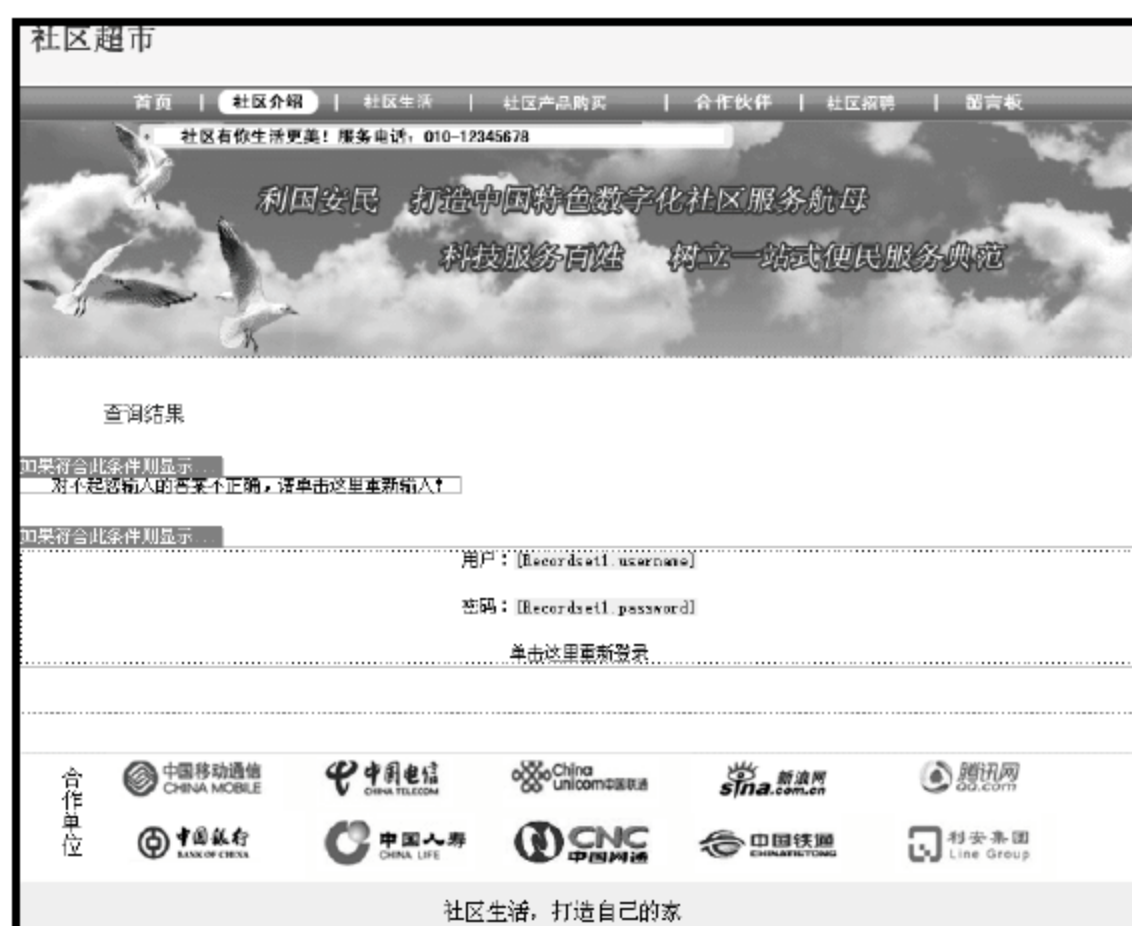 社区超市
首页 | 社区介绍 | 社区生活 | 社区产品购买 | 合作伙伴 | 社区招聘 | 留言板
社区有你生活更美！服务电话：010-12345678
利国安民 打造中国特色数字化社区服务航母
科技服务百姓 树立一站式便民服务典范
查询结果
如果符合此条件则显示...
对不起您输入的答案不正确，请单击这里重新输入！
如果符合此条件则显示...
用户：[Recordset1.username]
密码：[Recordset1.password]
单击这里重新登录
合作单位
中国移动通信 中国电信 China 新浪网 腾讯网
CHINA MOBILE CHINA TELECOM Unicom中国联通 sina.com.cn QQ.com
中国银行 中国人寿 CNC 中国铁通 利安集团
BANK OF CHINA CHINA LIFE 中国网通 CHINATIETONG Line Group
社区生活，打造自己的家